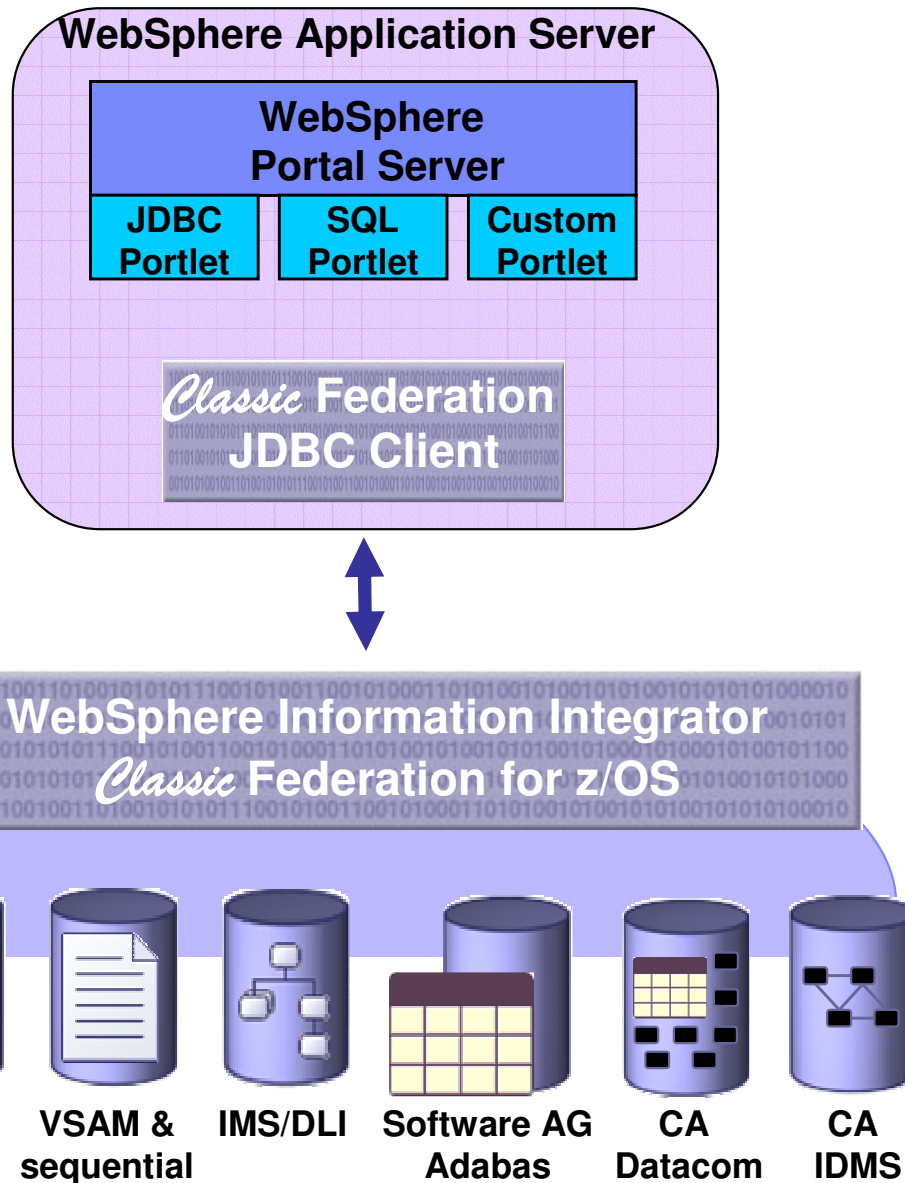 WebSphere Application Server
WebSphere
Portal Server
JDBC
Portlet
SQL
Portlet
Custom
Portlet
Classic Federation
JDBC Client
WebSphere Information Integrator
Classic Federation for z/OS
VSAM &
sequential
IMS/DLI
Software AG
Adabas
CA
Datacom
CA
IDMS